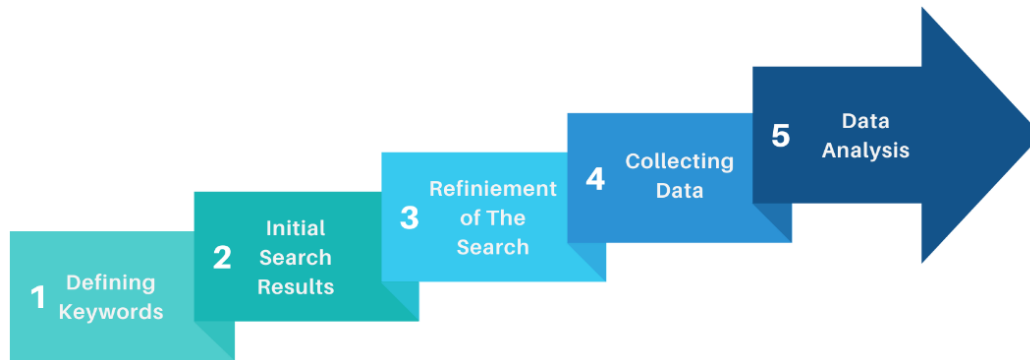 1
Defining
Keywords
2
Initial
Search
Results
3
Refiniement
of The
Search
4
Collecting
Data
5
Data
Analysis